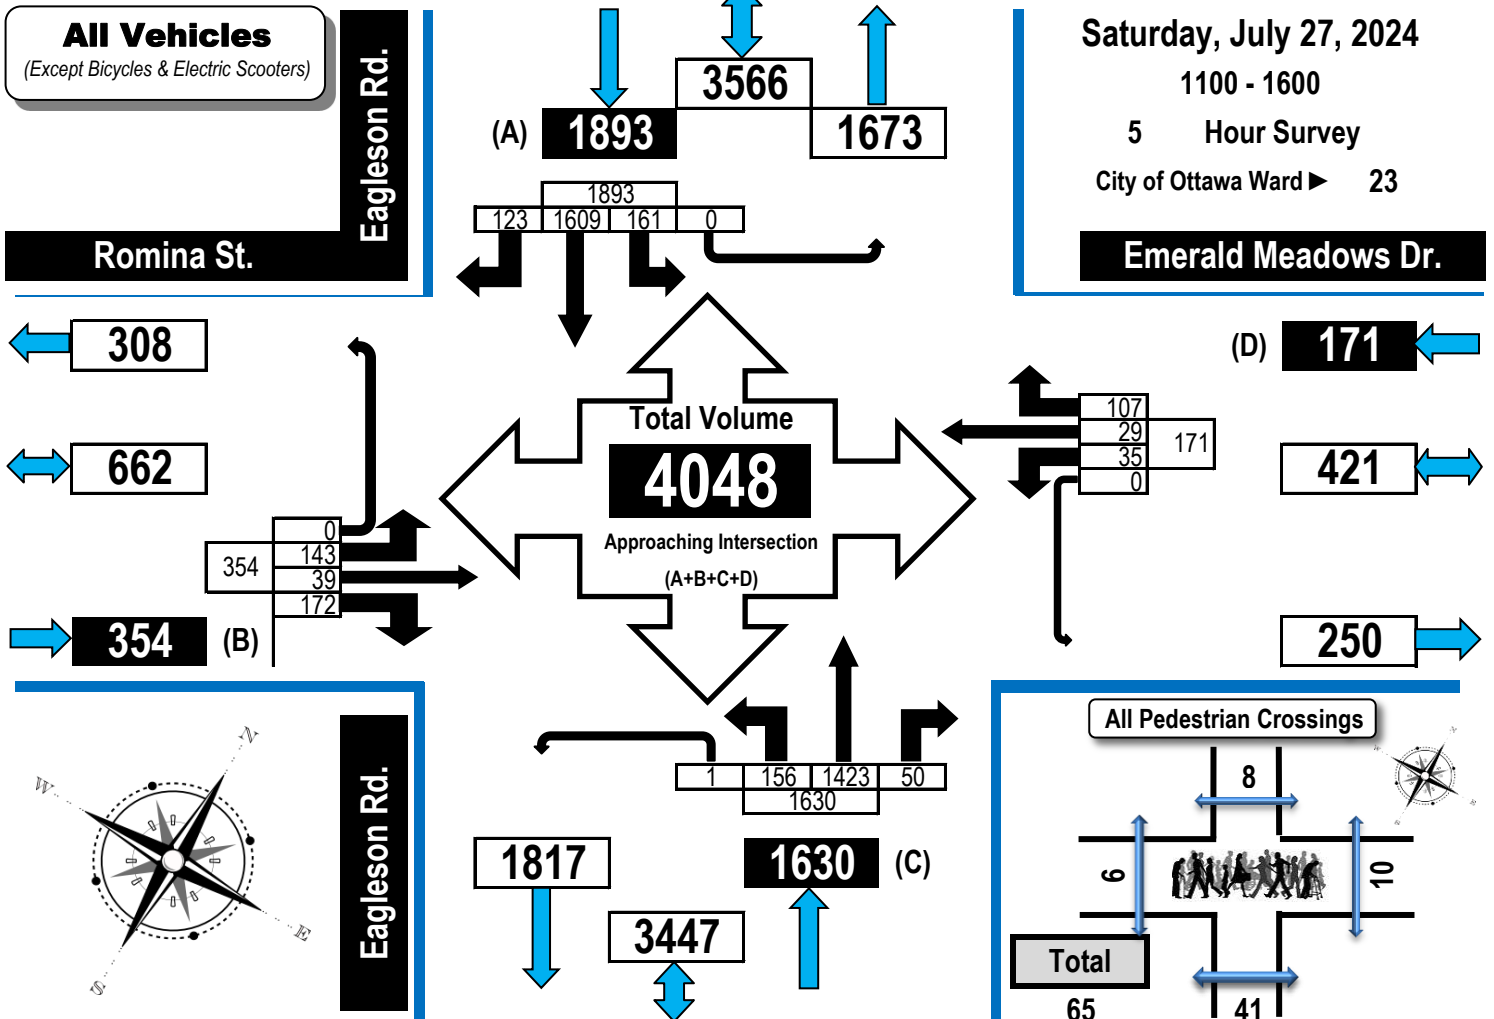 All Vehicles
(Except Bicycles & Electric Scooters)
Eagleson Rd.
Romina St.
3566
(A)
1893
1673
1893
123 1609 161 0
Saturday, July 27, 2024
1100 - 1600
5 Hour Survey
City of Ottawa Ward ► 23
Emerald Meadows Dr.
308
662
0
143
39
172
354
354
(B)
Total Volume
4048
Approaching Intersection
(A+B+C+D)
(D)
171
107
29
35
0
171
421
250
N
W
E
S
Eagleson Rd.
1 156 1423 50
1630
1817
1630
(C)
3447
All Pedestrian Crossings
N
W
E
S
8
6
10
Total
65
41